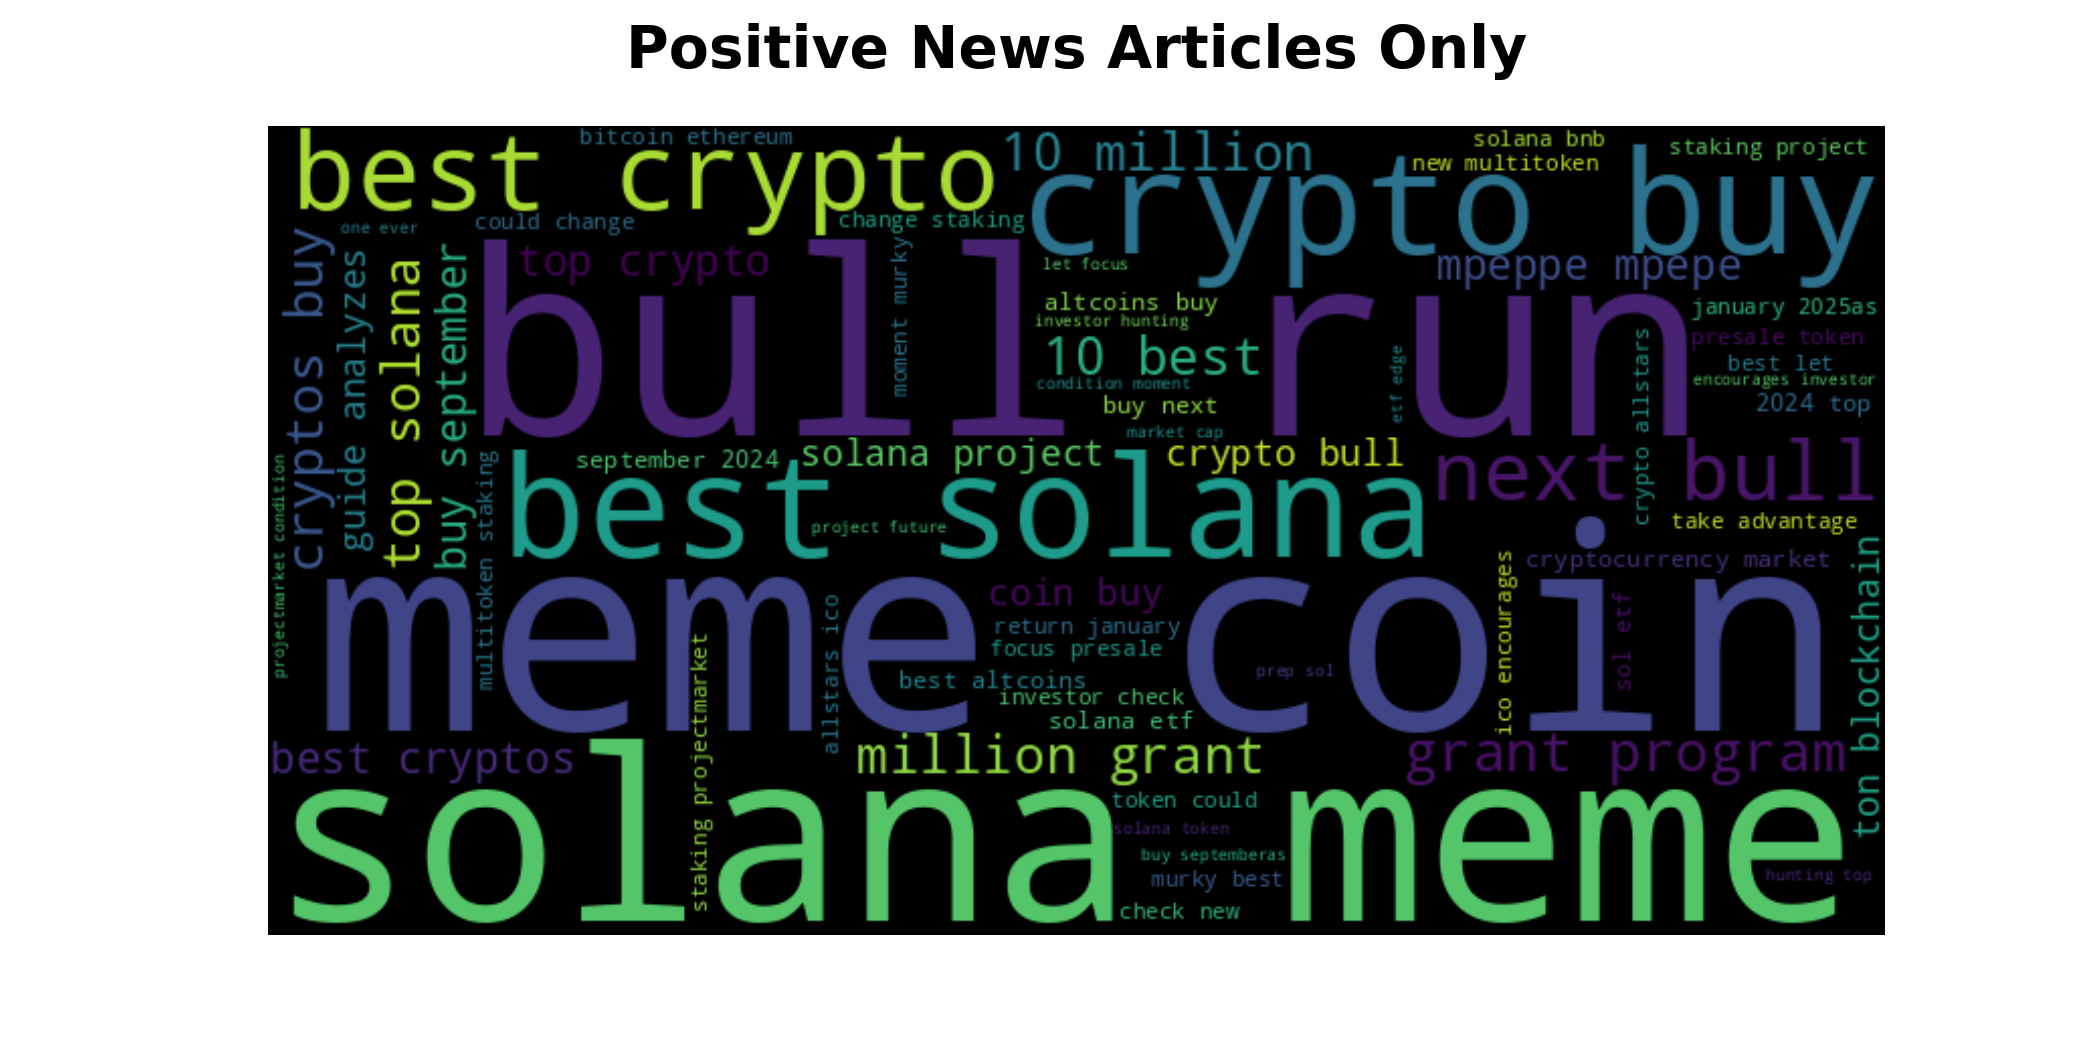 Positive News Articles Only
bitcoin ethereum
best crypto
10 million
solana bnb
new multitoken
staking project
crypto buy
one ever
could change
change staking
cryptos buy
guide analyzes
top solana
buy september
top crypto
moment murky
let focus
mpeppe mpepe
bull run
altcoins buy
investor hunting
10 best
condition moment
buy next
market cap
etf edge
january 2025as
presale token
best let
encourages investor
2024 top
crypto allstars
projectmarket condition
multitoken staking
september 2024
solana project
crypto bull
next bull
best solana
project future
take advantage
cryptocurrency market
meme coin
coin buy
return january
focus presale
prep sol
best altcoins
investor check
solana etf
allstars ico
ico encourages
sol etf
ton blockchain
staking projectmarket
best cryptos
million grant
grant program
solana meme
token could
solana token
buy septemberas
murky best
check new
hunting top